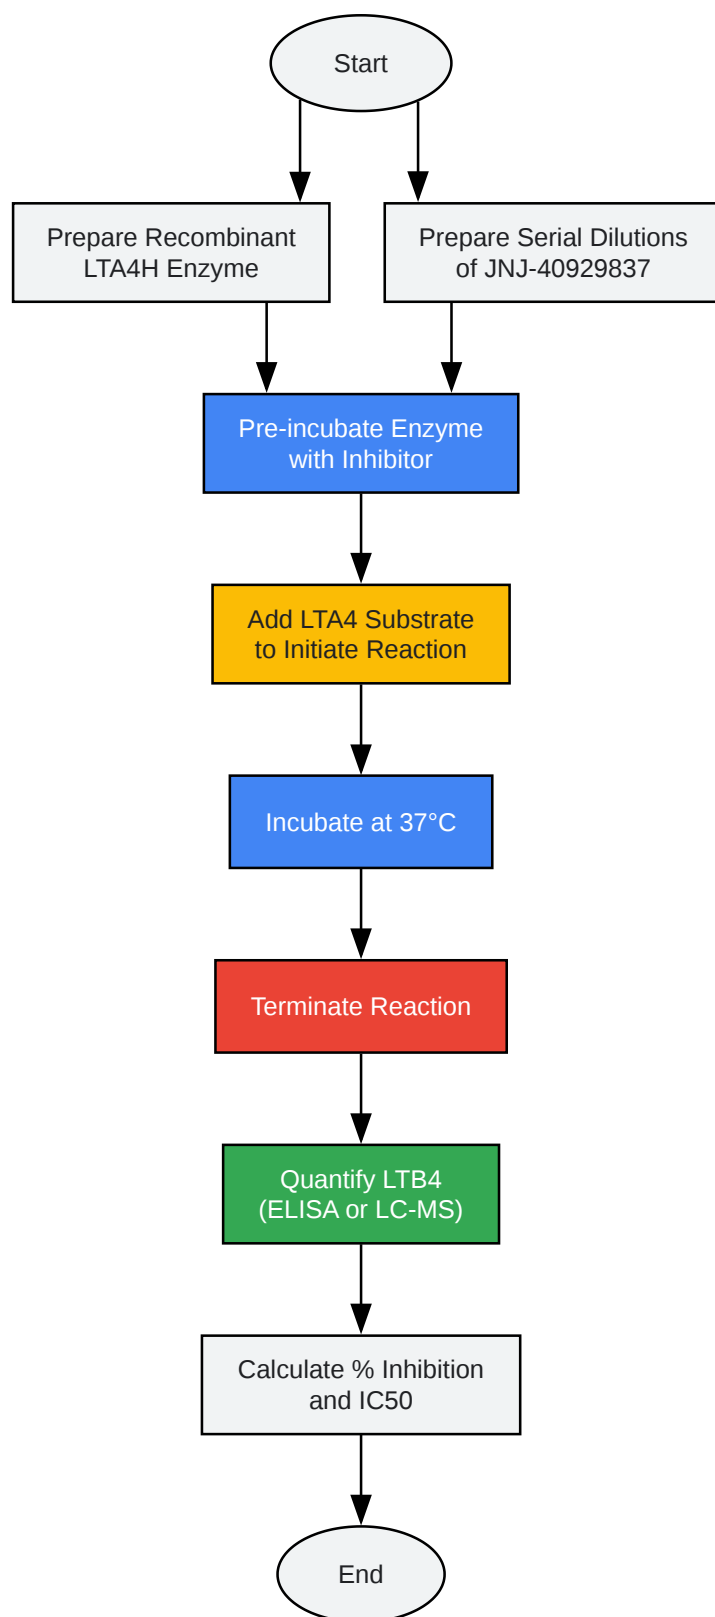 Start
Prepare Recombinant
LTA4H Enzyme
Prepare Serial Dilutions
of JNJ-40929837
Pre-incubate Enzyme
with Inhibitor
Add LTA4 Substrate
to Initiate Reaction
Incubate at 37°C
Terminate Reaction
Quantify LTB4
(ELISA or LC-MS)
Calculate % Inhibition
and IC50
End